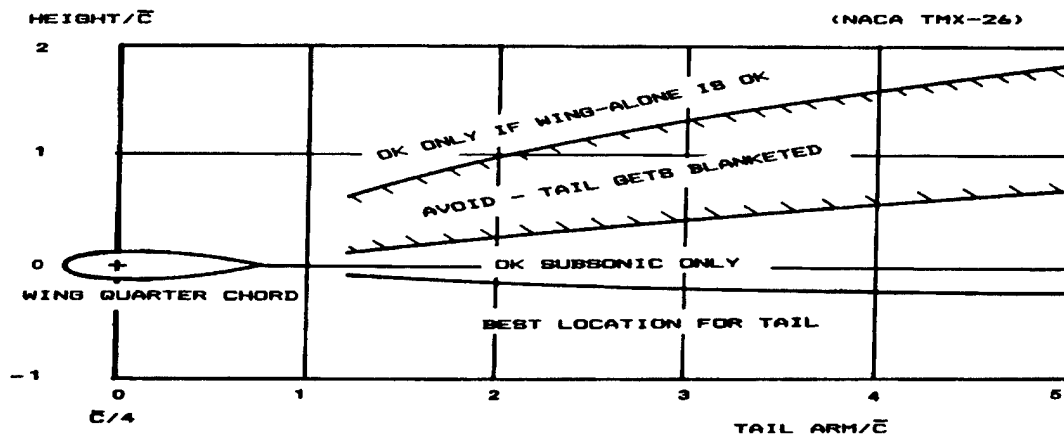 HEIGHT/C̅
(NACA TMX-26)
2
OK ONLY IF WING-ALONE IS OK
1
AVOID - TAIL GETS BLANKETED
0
OK SUBSONIC ONLY
WING QUARTER CHORD
BEST LOCATION FOR TAIL
-1
0 1 2 3 4 5
C̅/4
TAIL ARM/C̅